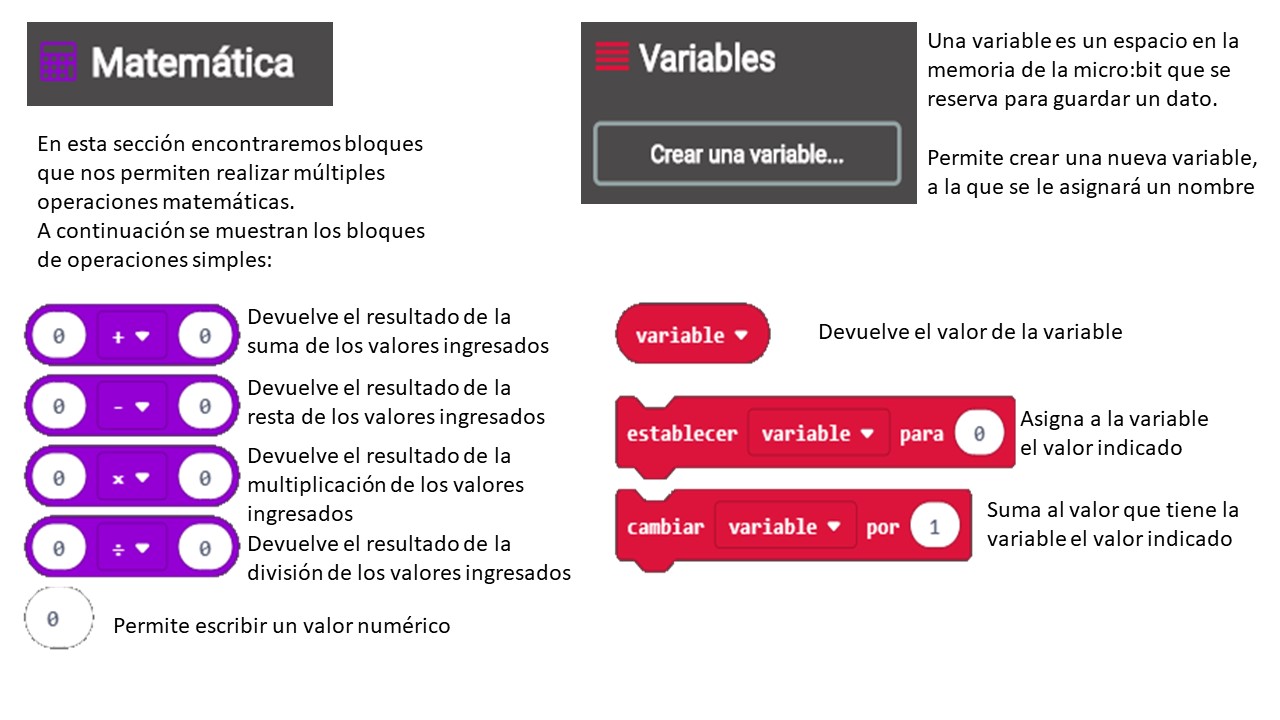 Matemática
En esta sección encontraremos bloques
que nos permiten realizar múltiples
operaciones matemáticas.
A continuación se muestran los bloques
de operaciones simples:
0 + 0
Devuelve el resultado de la
suma de los valores ingresados
0 - 0
Devuelve el resultado de la
resta de los valores ingresados
0 x 0
Devuelve el resultado de la
multiplicación de los valores
ingresados
0 ÷ 0
Devuelve el resultado de la
división de los valores ingresados
0
Permite escribir un valor numérico
Variables
Crear una variable...
Una variable es un espacio en la
memoria de la micro:bit que se
reserva para guardar un dato.
Permite crear una nueva variable,
a la que se le asignará un nombre
variable
Devuelve el valor de la variable
establecer variable para 0
Asigna a la variable
el valor indicado
cambiar variable por 1
Suma al valor que tiene la
variable el valor indicado